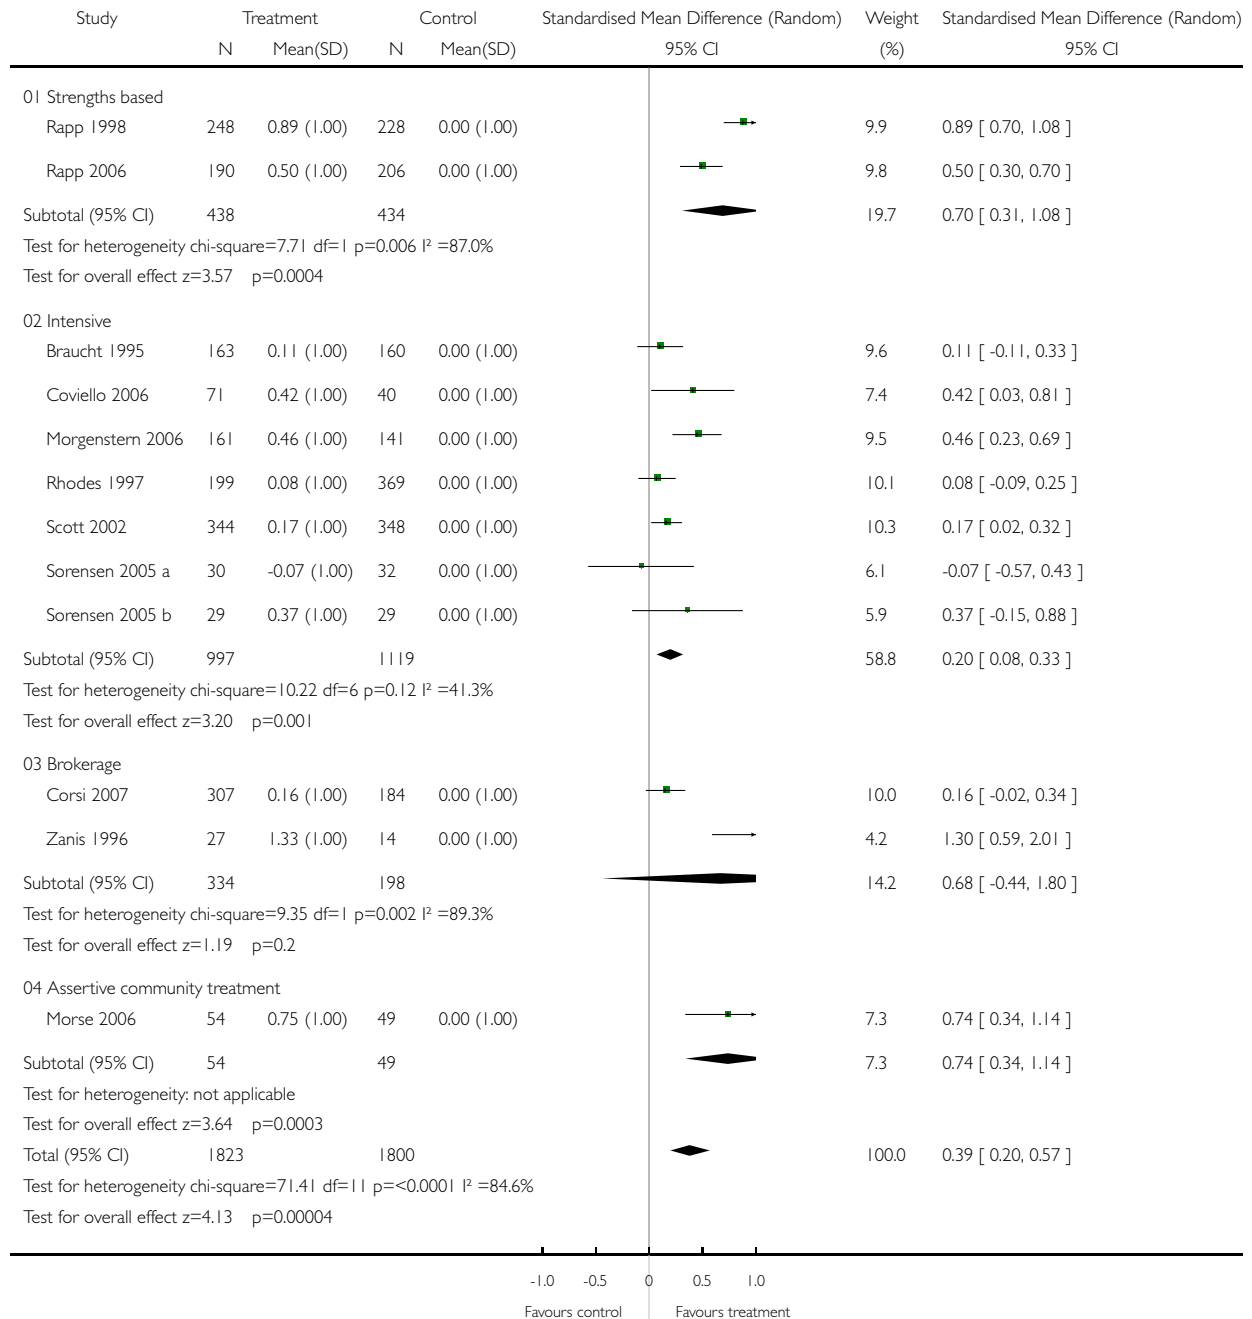 Study Treatment Control Standardised Mean Difference (Random) Weight Standardised Mean Difference (Random)
N Mean(SD) N Mean(SD) 95% CI (%) 95% CI
01 Strengths based
Rapp 1998 248 0.89 (1.00) 228 0.00 (1.00) 9.9 0.89 [ 0.70, 1.08 ]
Rapp 2006 190 0.50 (1.00) 206 0.00 (1.00) 9.8 0.50 [ 0.30, 0.70 ]
Subtotal (95% CI) 438 434 19.7 0.70 [ 0.31, 1.08 ]
Test for heterogeneity chi-square=7.71 df=1 p=0.006 I² =87.0%
Test for overall effect z=3.57 p=0.0004
02 Intensive
Braucht 1995 163 0.11 (1.00) 160 0.00 (1.00) 9.6 0.11 [ -0.11, 0.33 ]
Coviello 2006 71 0.42 (1.00) 40 0.00 (1.00) 7.4 0.42 [ 0.03, 0.81 ]
Morgenstern 2006 161 0.46 (1.00) 141 0.00 (1.00) 9.5 0.46 [ 0.23, 0.69 ]
Rhodes 1997 199 0.08 (1.00) 369 0.00 (1.00) 10.1 0.08 [ -0.09, 0.25 ]
Scott 2002 344 0.17 (1.00) 348 0.00 (1.00) 10.3 0.17 [ 0.02, 0.32 ]
Sorensen 2005 a 30 -0.07 (1.00) 32 0.00 (1.00) 6.1 -0.07 [ -0.57, 0.43 ]
Sorensen 2005 b 29 0.37 (1.00) 29 0.00 (1.00) 5.9 0.37 [ -0.15, 0.88 ]
Subtotal (95% CI) 997 1119 58.8 0.20 [ 0.08, 0.33 ]
Test for heterogeneity chi-square=10.22 df=6 p=0.12 I² =41.3%
Test for overall effect z=3.20 p=0.001
03 Brokerage
Corsi 2007 307 0.16 (1.00) 184 0.00 (1.00) 10.0 0.16 [ -0.02, 0.34 ]
Zanis 1996 27 1.33 (1.00) 14 0.00 (1.00) 4.2 1.30 [ 0.59, 2.01 ]
Subtotal (95% CI) 334 198 14.2 0.68 [ -0.44, 1.80 ]
Test for heterogeneity chi-square=9.35 df=1 p=0.002 I² =89.3%
Test for overall effect z=1.19 p=0.2
04 Assertive community treatment
Morse 2006 54 0.75 (1.00) 49 0.00 (1.00) 7.3 0.74 [ 0.34, 1.14 ]
Subtotal (95% CI) 54 49 7.3 0.74 [ 0.34, 1.14 ]
Test for heterogeneity: not applicable
Test for overall effect z=3.64 p=0.0003
Total (95% CI) 1823 1800 100.0 0.39 [ 0.20, 0.57 ]
Test for heterogeneity chi-square=71.41 df=11 p=<0.0001 I² =84.6%
Test for overall effect z=4.13 p=0.00004
-1.0 -0.5 0 0.5 1.0
Favours control Favours treatment